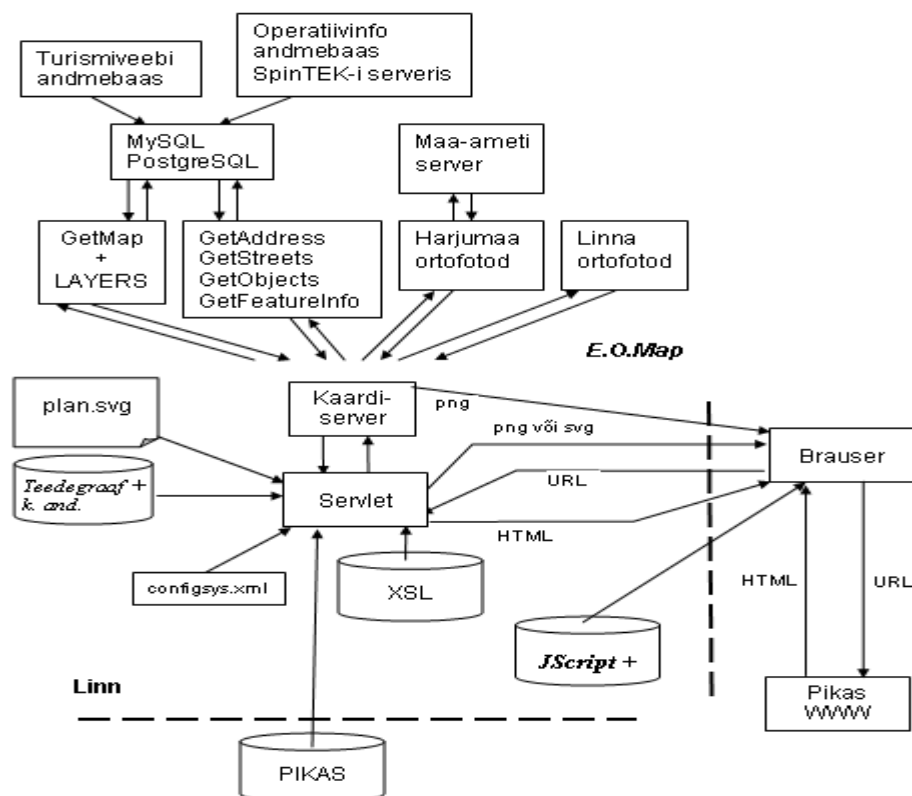 Turismiveebi
andmebaas
Operatiivinfo
andmebaas
SpinTEK-i serveris
MySQL
PostgreSQL
Maa-ameti
server
GetMap
+
LAYERS
GetAddress
GetStreets
GetObjects
GetFeatureInfo
Harjumaa
ortofotod
Linna
ortofotod
E.O.Map
plan.svg
Kaardi-
server
png
png või svg
Brauser
Teedegraaf +
k. and.
Servlet
URL
HTML
configsys.xml
XSL
HTML
URL
JScript +
Linn
Pikas
WWW
PIKAS